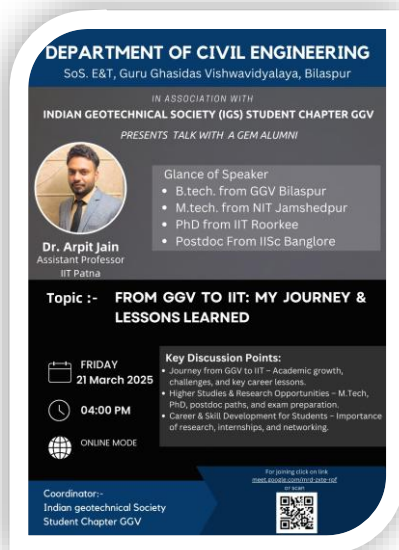 DEPARTMENT OF CIVIL ENGINEERING
SoS. E&T, Guru Ghasidas Vishwavidyalaya, Bilaspur
IN ASSOCIATION WITH
INDIAN GEOTECHNICAL SOCIETY (IGS) STUDENT CHAPTER GGV
PRESENTS TALK WITH A GEM ALUMNI
Glance of Speaker
• B.tech. from GGV Bilaspur
• M.tech. from NIT Jamshedpur
• PhD from IIT Roorkee
• Postdoc From IISc Banglore
Dr. Arpit Jain
Assistant Professor
IIT Patna
Topic :- FROM GGV TO IIT: MY JOURNEY &
LESSONS LEARNED
FRIDAY
21 March 2025
04:00 PM
ONLINE MODE
Key Discussion Points:
• Journey from GGV to IIT – Academic growth,
challenges, and key career lessons.
• Higher Studies & Research Opportunities – M.Tech,
PhD, postdoc paths, and exam preparation.
• Career & Skill Development for Students – Importance
of research, internships, and networking.
For joining click on link
or scan
Coordinator:-
Indian geotechnical Society
Student Chapter GGV